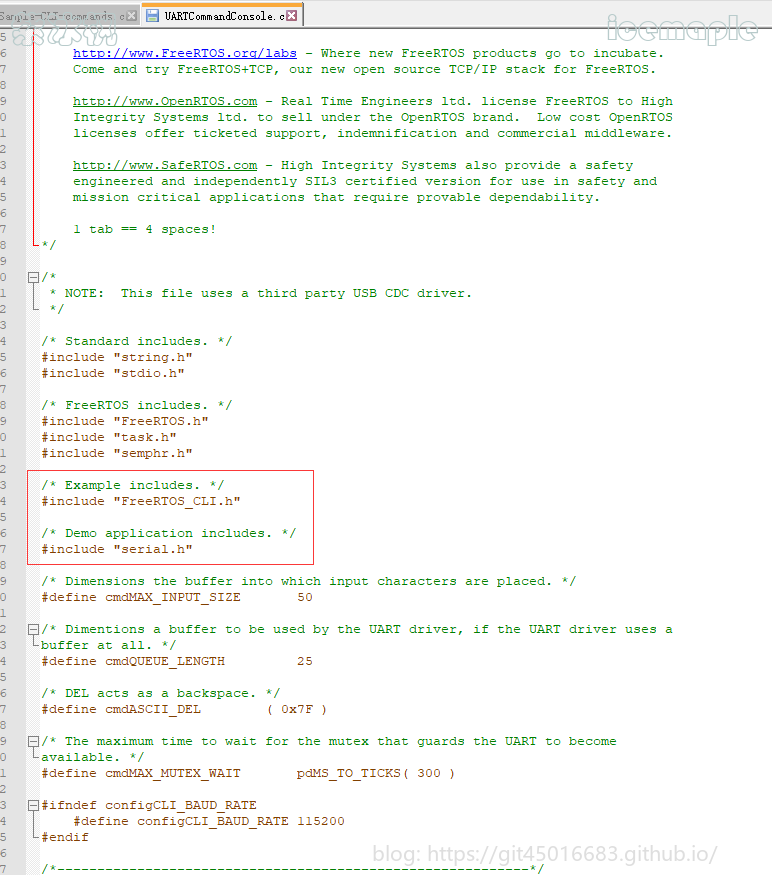 Sample-CLI-commands.c
UARTCommandConsole.c
icemaple
5
6 http://www.FreeRTOS.org/labs - Where new FreeRTOS products go to incubate.
7 Come and try FreeRTOS+TCP, our new open source TCP/IP stack for FreeRTOS.
8
9 http://www.OpenRTOS.com - Real Time Engineers ltd. license FreeRTOS to High
0 Integrity Systems ltd. to sell under the OpenRTOS brand.  Low cost OpenRTOS
1 licenses offer ticketed support, indemnification and commercial middleware.
2
3 http://www.SafeRTOS.com - High Integrity Systems also provide a safety
4 engineered and independently SIL3 certified version for use in safety and
5 mission critical applications that require provable dependability.
6
7 1 tab == 4 spaces!
8 */
9
0 /*
1 * NOTE:  This file uses a third party USB CDC driver.
2 */
3
4 /* Standard includes. */
5 #include "string.h"
6 #include "stdio.h"
7
8 /* FreeRTOS includes. */
9 #include "FreeRTOS.h"
0 #include "task.h"
1 #include "semphr.h"
2
3 /* Example includes. */
4 #include "FreeRTOS_CLI.h"
5
6 /* Demo application includes. */
7 #include "serial.h"
8
9 /* Dimensions the buffer into which input characters are placed. */
0 #define cmdMAX_INPUT_SIZE 50
1
2 /* Dimentions a buffer to be used by the UART driver, if the UART driver uses a
3 buffer at all. */
4 #define cmdQUEUE_LENGTH 25
5
6 /* DEL acts as a backspace. */
7 #define cmdASCII_DEL ( 0x7F )
8
9 /* The maximum time to wait for the mutex that guards the UART to become
0 available. */
1 #define cmdMAX_MUTEX_WAIT pdMS_TO_TICKS( 300 )
2
3 #ifndef configCLI_BAUD_RATE
4 #define configCLI_BAUD_RATE 115200
5 #endif
6
7 /*-----------------------------------------------------------*/
blog: https://git45016683.github.io/